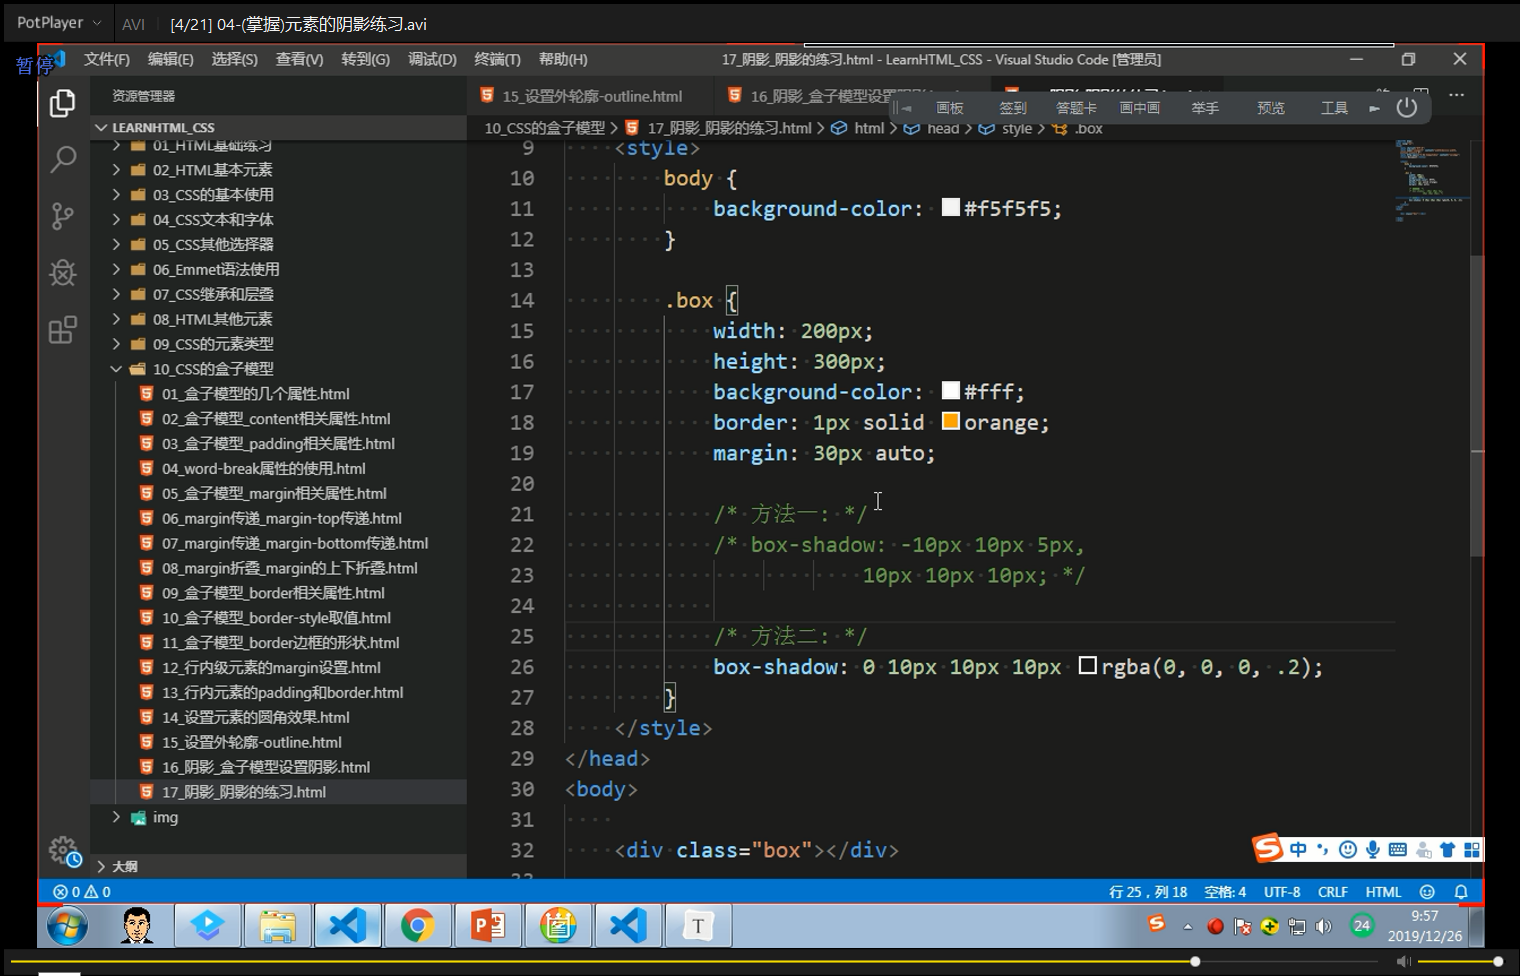 PotPlayer AVI [4/21] 04-(掌握)元素的阴影练习.avi
暂停
文件(F) 编辑(E) 选择(S) 查看(V) 转到(G) 调试(D) 终端(T) 帮助(H) 17_阴影_阴影的练习.html - LearnHTML_CSS - Visual Studio Code [管理员]
资源管理器
15_设置外轮廓-outline.html 16_阴影_盒子模型设置
画板 签到 答题卡 画中画 举手 预览 工具
LEARNHTML_CSS
10_CSS的盒子模型 > 17_阴影_阴影的练习.html > html > head > style > .box
01_HTML基础练习
02_HTML基本元素
03_CSS的基本使用
04_CSS文本和字体
05_CSS其他选择器
06_Emmet语法使用
07_CSS继承和层叠
08_HTML其他元素
09_CSS的元素类型
10_CSS的盒子模型
01_盒子模型的几个属性.html
02_盒子模型_content相关属性.html
03_盒子模型_padding相关属性.html
04_word-break属性的使用.html
05_盒子模型_margin相关属性.html
06_margin传递_margin-top传递.html
07_margin传递_margin-bottom传递.html
08_margin折叠_margin的上下折叠.html
09_盒子模型_border相关属性.html
10_盒子模型_border-style取值.html
11_盒子模型_border边框的形状.html
12_行内级元素的margin设置.html
13_行内元素的padding和border.html
14_设置元素的圆角效果.html
15_设置外轮廓-outline.html
16_阴影_盒子模型设置阴影.html
17_阴影_阴影的练习.html
img
大纲
9 <style>
10 body {
11 background-color: #f5f5f5;
12 }
13
14 .box {
15 width: 200px;
16 height: 300px;
17 background-color: #fff;
18 border: 1px solid orange;
19 margin: 30px auto;
20
21 /* 方法一: */
22 /* box-shadow: -10px 10px 5px,
23 10px 10px 10px; */
24
25 /* 方法二: */
26 box-shadow: 0 10px 10px 10px rgba(0, 0, 0, .2);
27 }
28 </style>
29 </head>
30 <body>
31
32 <div class="box"></div>
中
0 0 行 25，列 18 空格: 4 UTF-8 CRLF HTML
T 24 9:57
2019/12/26